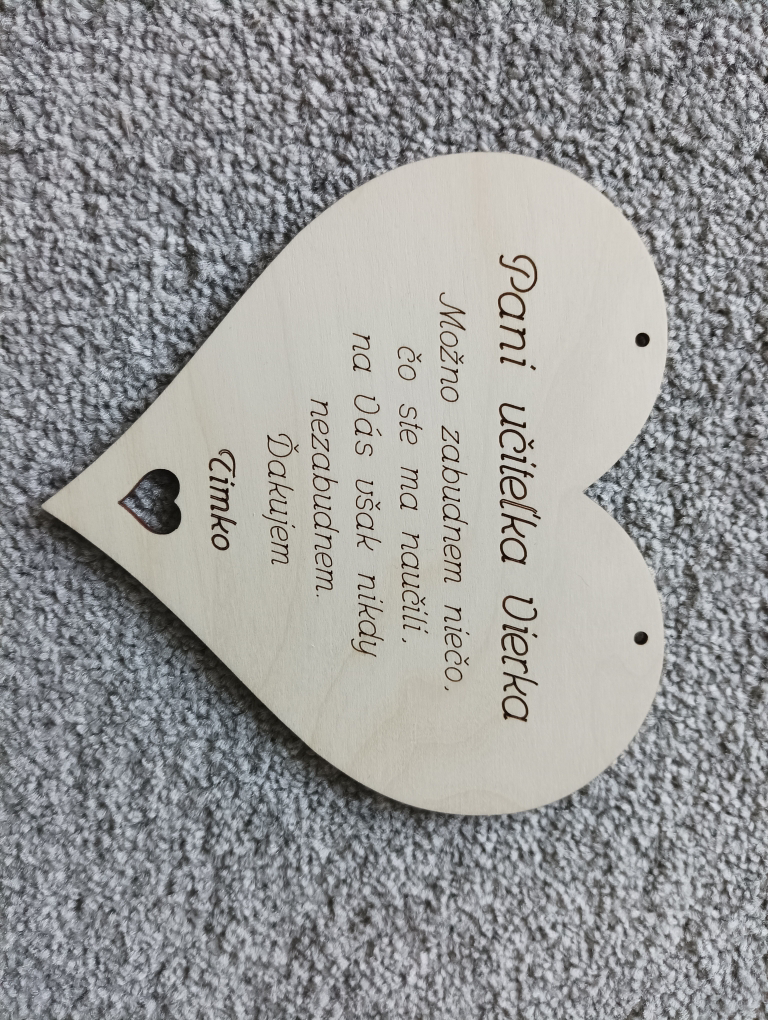 Pani učiteľka Vierka
Možno zabudnem niečo,
čo ste ma naučili,
na Vás však nikdy
nezabudnem.
Ďakujem
Timko